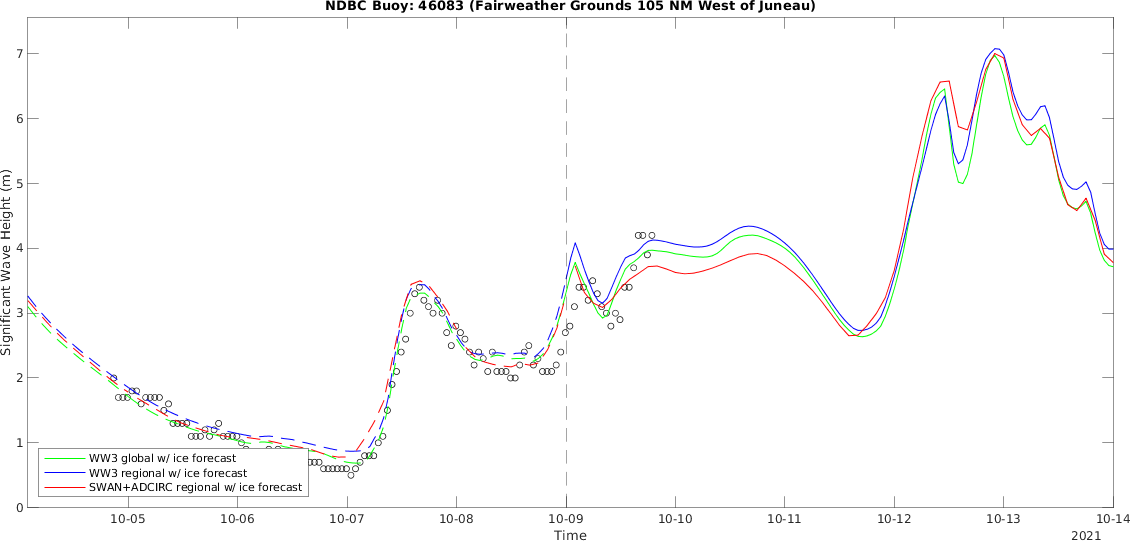 NDBC Buoy: 46083 (Fairweather Grounds 105 NM West of Juneau)
7
6
5
4
3
2
1
0
Significant Wave Height (m)
WW3 global w/ ice forecast
WW3 regional w/ ice forecast
SWAN+ADCIRC regional w/ ice forecast
10-05 10-06 10-07 10-08 10-09 10-10 10-11 10-12 10-13 10-14
Time
2021